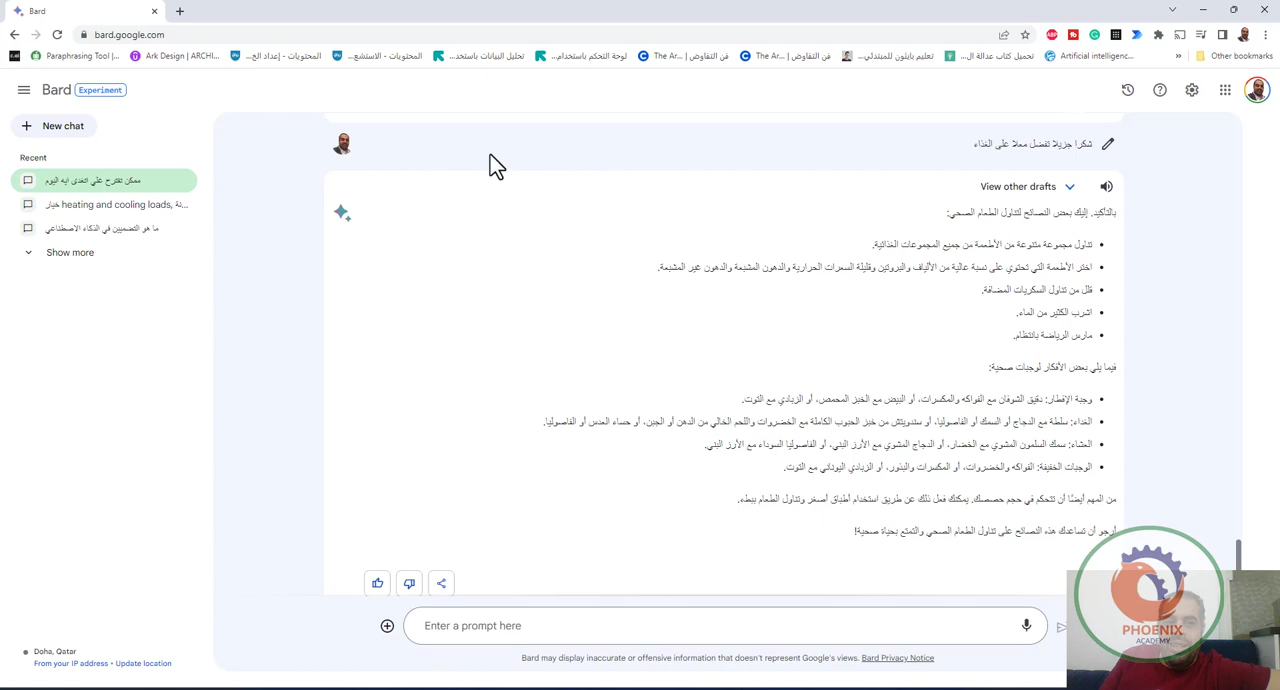 Bard
bard.google.com
Paraphrasing Tool |...
Ark Design | ARCHI...
المحتويات - الاستشع...
المحتويات - إعداد الخ...
تحليل البيانات باستخد...
لوحة التحكم باستخدام...
فن التفاوض | The Ar...
فن التفاوض | The Ar...
تعليم بايثون للمبتدئي...
تحميل كتاب عدالة ال...
Artificial intelligenc...
Other bookmarks
Bard Experiment
New chat
Recent
ممكن تقترح علي اتغدى ايه اليوم
خيار ,heating and cooling loads نة...
ما هو التضمين في الذكاء الاصطناعي
Show more
شكرا جزيلا تفضل معلا على الغذاء
View other drafts
بالتأكيد. إليك بعض النصائح لتناول الطعام الصحي:
• تناول مجموعة متنوعة من الأطعمة من جميع المجموعات الغذائية.
• اختر الأطعمة التي تحتوي على نسبة عالية من الألياف والبروتين وقليلة السعرات الحرارية والدهون المشبعة والدهون غير المشبعة.
• قلل من تناول السكريات المضافة.
• اشرب الكثير من الماء.
• مارس الرياضة بانتظام.
فيما يلي بعض الأفكار لوجبات صحية:
• وجبة الإفطار: دقيق الشوفان مع الفواكه والمكسرات، أو البيض مع الخبز المحمص، أو الزبادي مع التوت.
• الغداء: سلطة مع الدجاج أو السمك أو الفاصوليا، أو سندويتش من خبز الحبوب الكاملة مع الخضروات واللحم الخالي من الدهن أو الجبن، أو حساء العدس أو الفاصوليا.
• العشاء: سمك السلمون المشوي مع الخضار، أو الدجاج المشوي مع الأرز البني، أو الفاصوليا السوداء مع الأرز البني.
• الوجبات الخفيفة: الفواكه والخضروات، أو المكسرات والبذور، أو الزبادي اليوناني مع التوت.
من المهم أيضًا أن تتحكم في حجم حصصك. يمكنك فعل ذلك عن طريق استخدام أطباق أصغر وتناول الطعام ببطء.
أرجو أن تساعدك هذه النصائح على تناول الطعام الصحي والتمتع بحياة صحية!
Enter a prompt here
Bard may display inaccurate or offensive information that doesn't represent Google's views. Bard Privacy Notice
Doha, Qatar
From your IP address • Update location
PHOENIX
ACADEMY